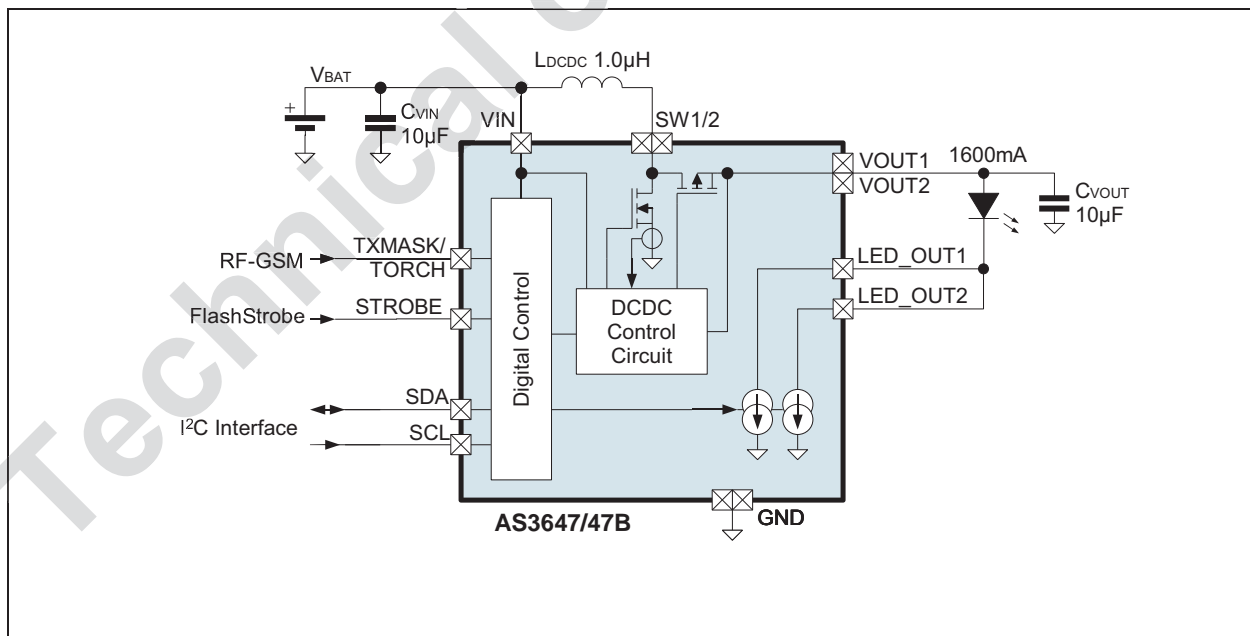 Technical
LDCDC 1.0µH
VBAT
+
CVIN
10µF
VIN
SW1/2
VOUT1
VOUT2
1600mA
CVOUT
10µF
TXMASK/
TORCH
RF-GSM
LED_OUT1
LED_OUT2
FlashStrobe
STROBE
Digital Control
DCDC
Control
Circuit
SDA
I²C Interface
SCL
AS3647/47B
GND